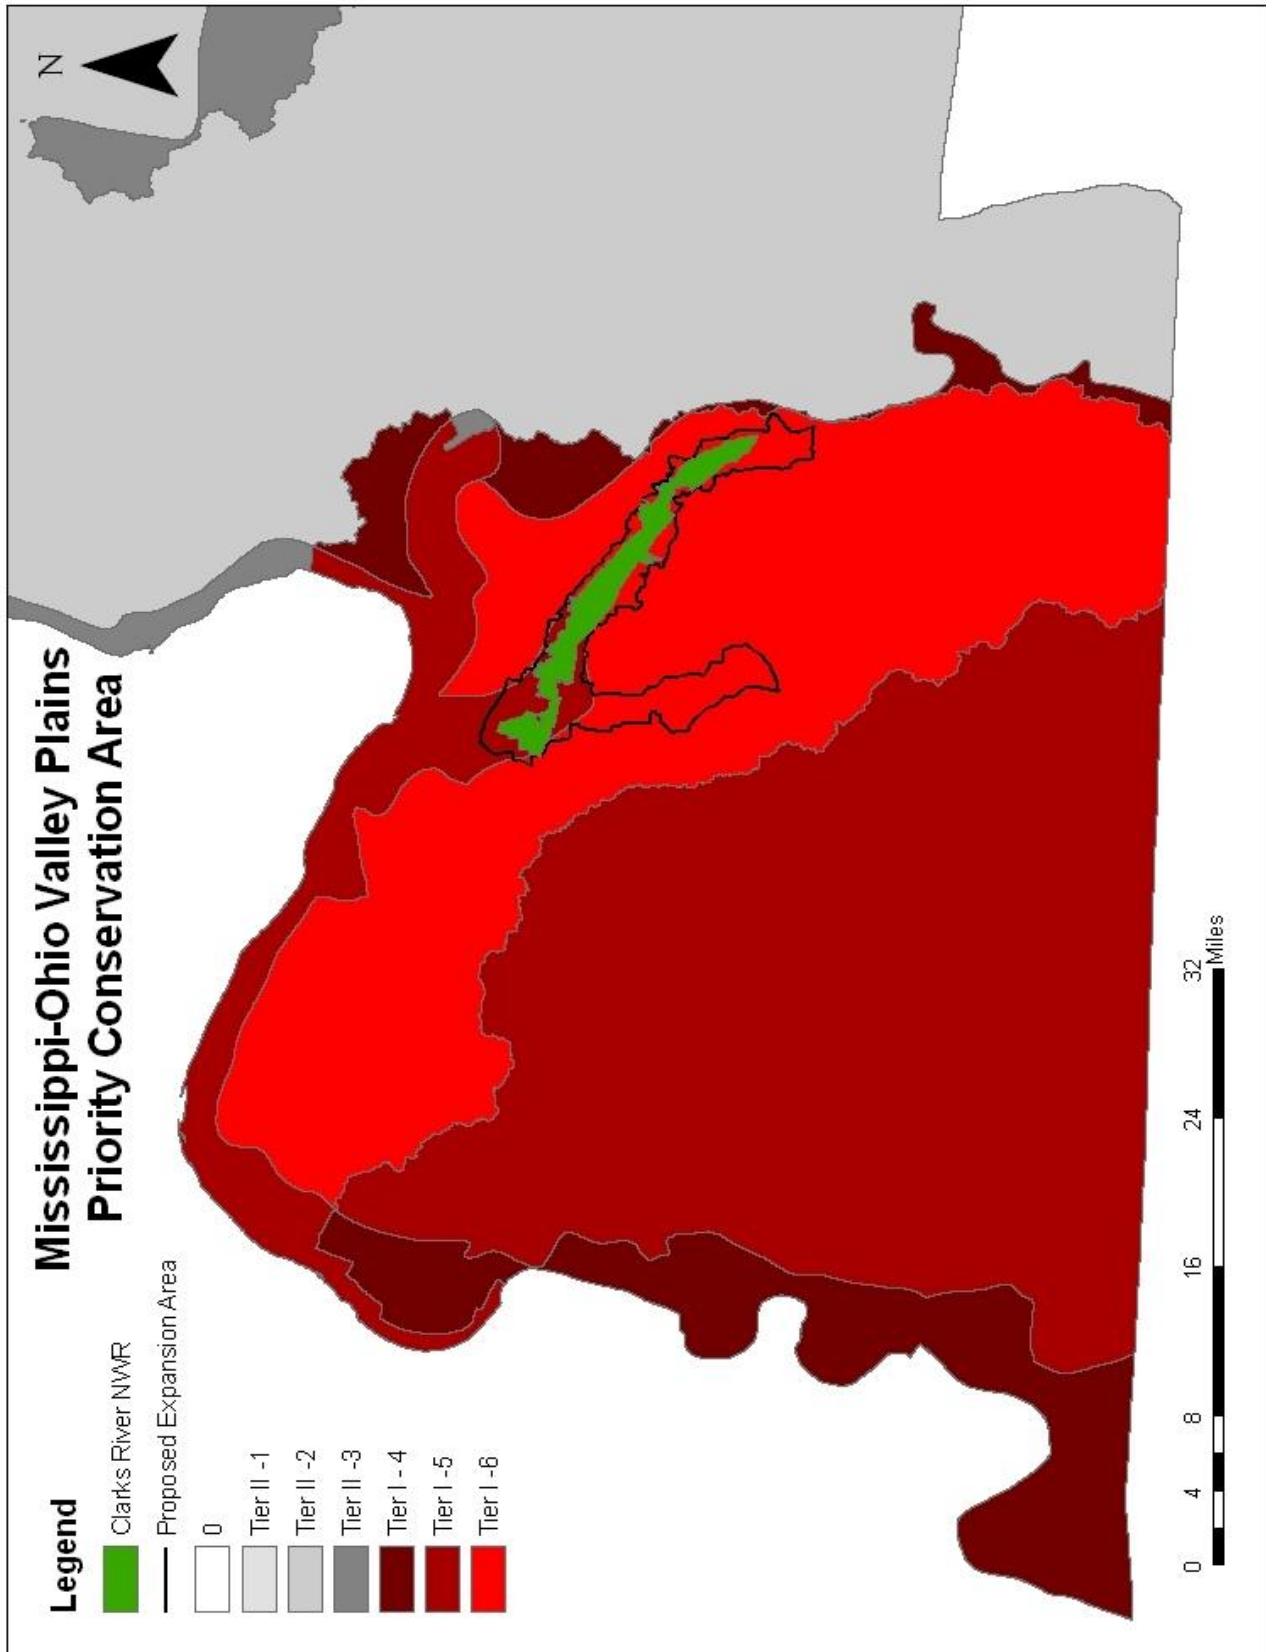 Mississippi-Ohio Valley Plains
Priority Conservation Area
N
Legend
Clarks River NWR
Proposed Expansion Area
0
Tier II -1
Tier II -2
Tier II -3
Tier I - 4
Tier I -5
Tier I -6
0 4 8 16 24 32
Miles